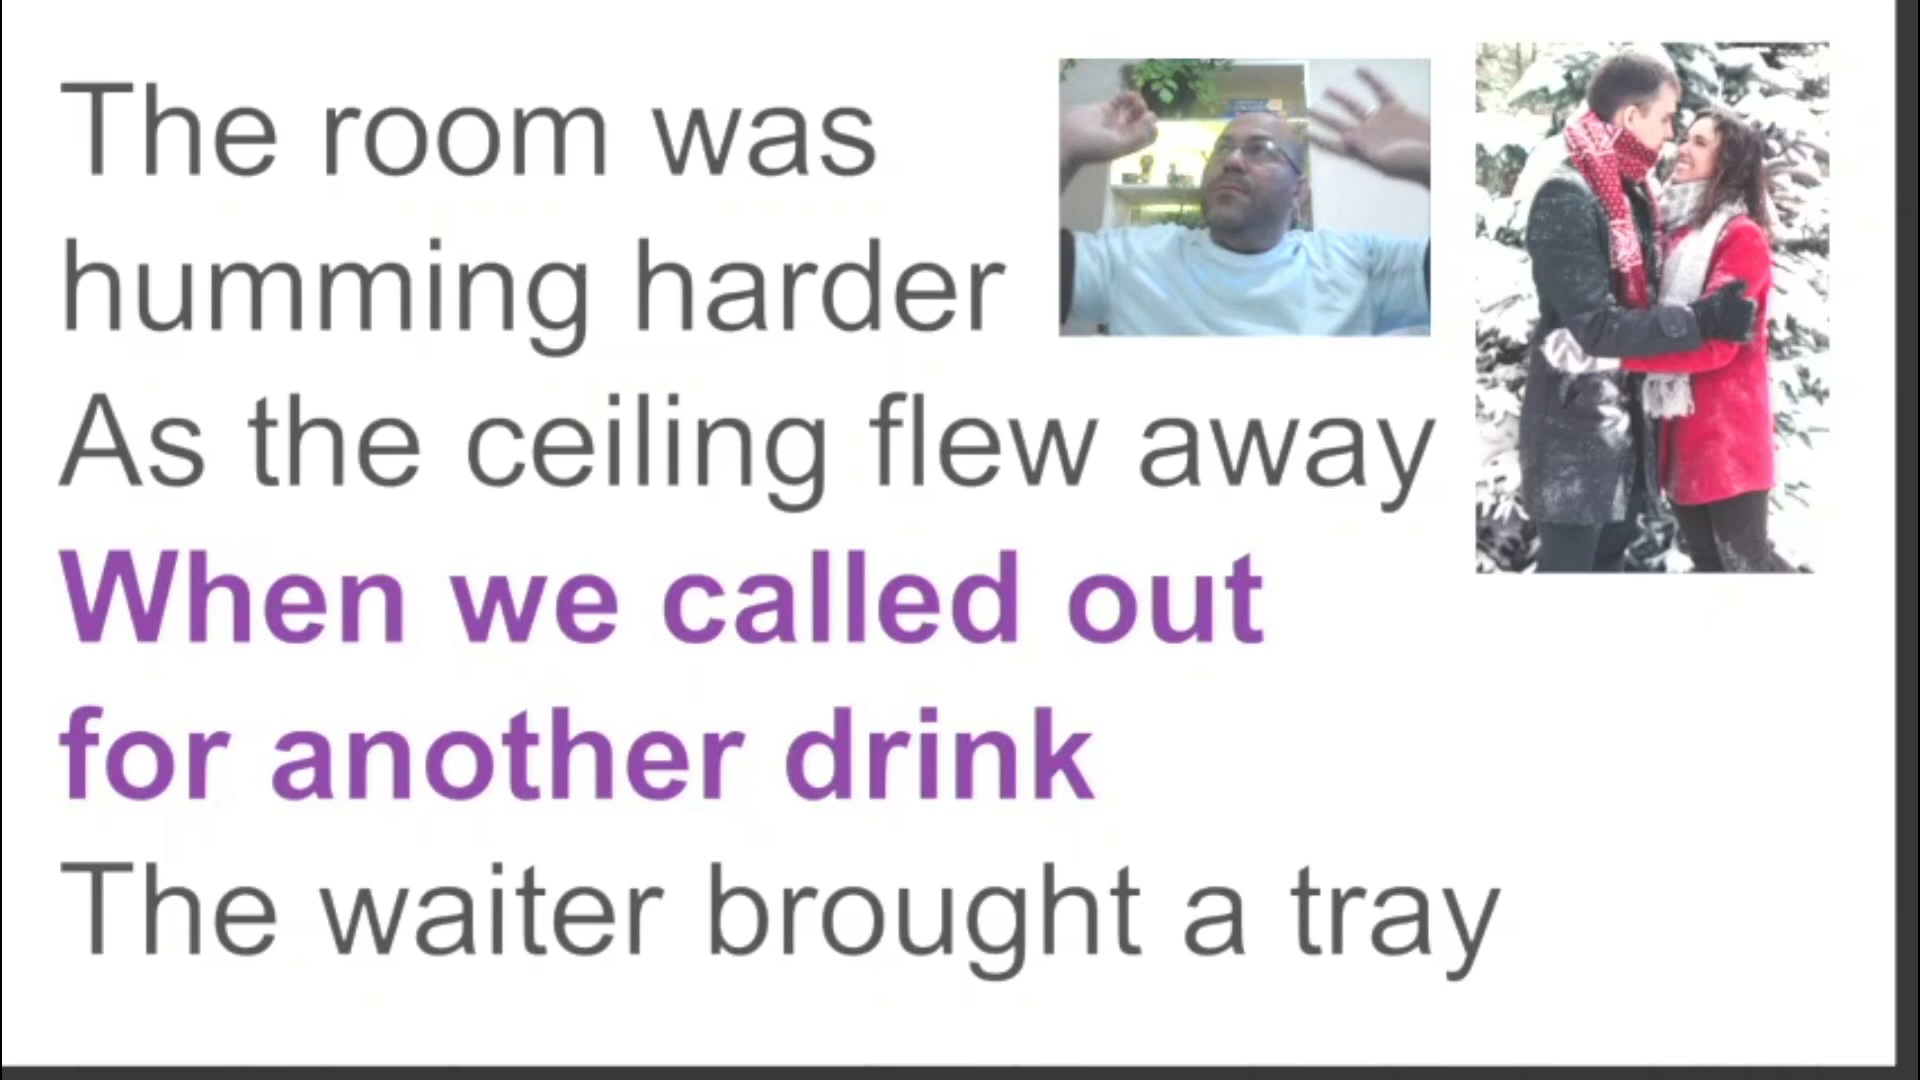 The room was
humming harder
As the ceiling flew away
When we called out
for another drink
The waiter brought a tray